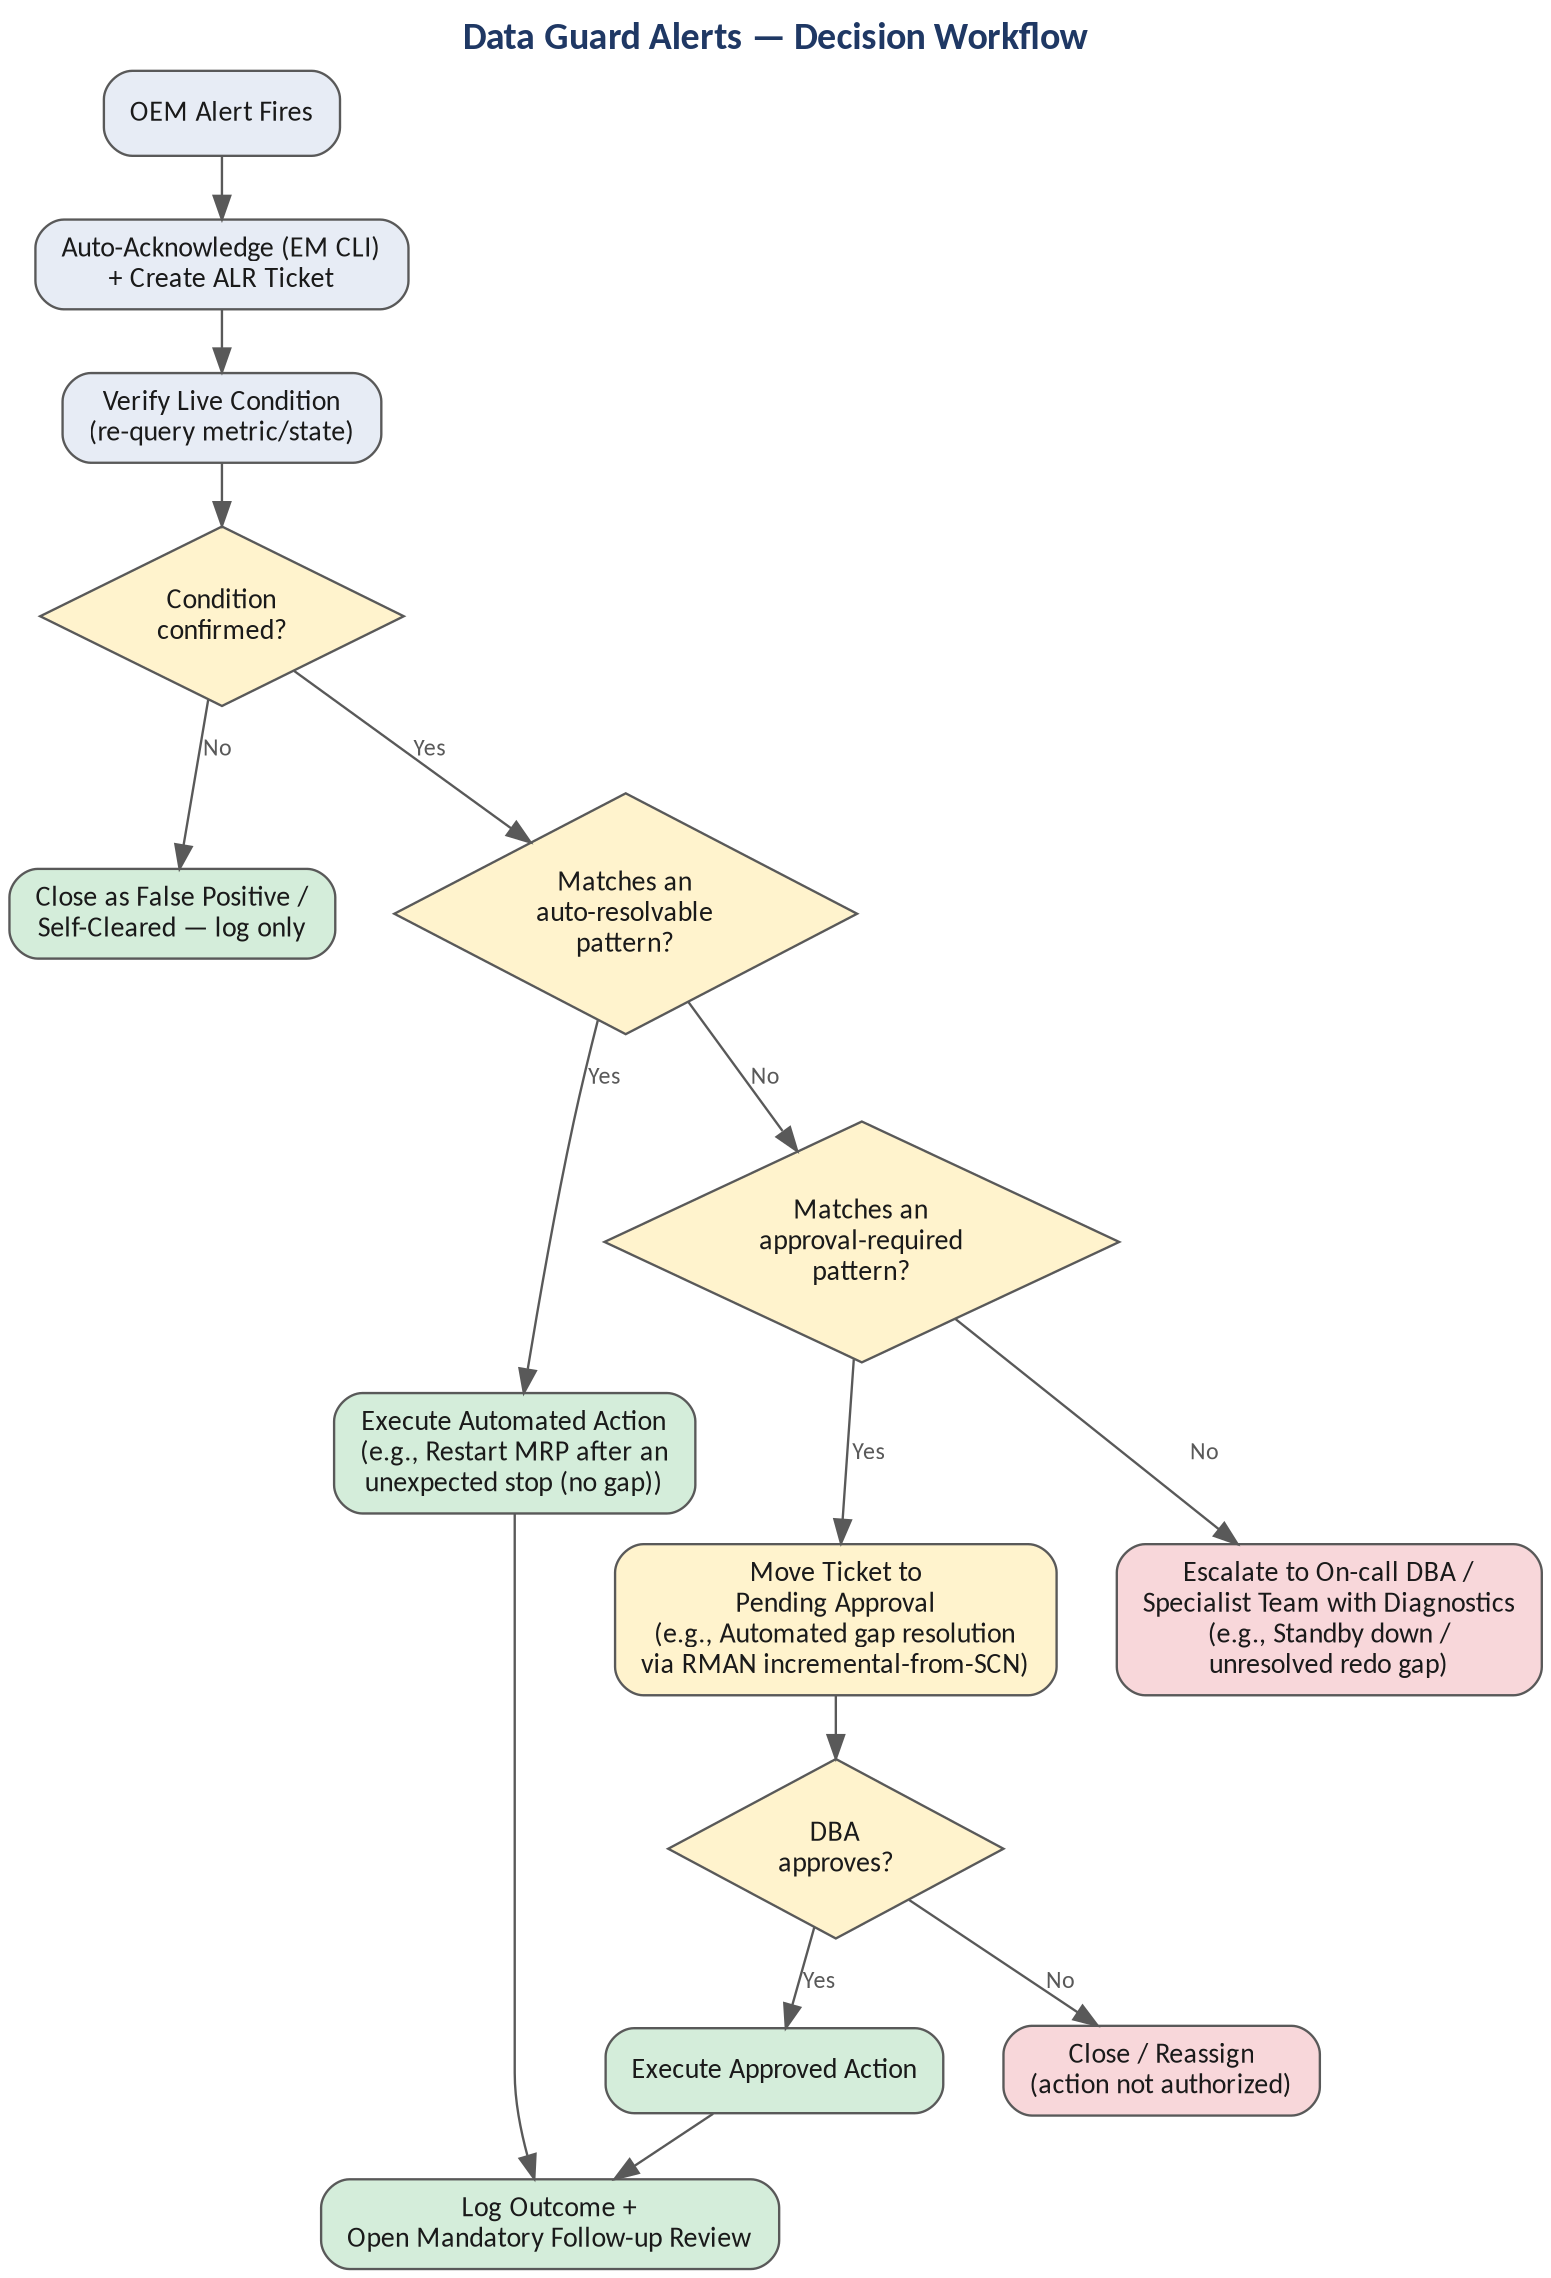 Data Guard Alerts — Decision Workflow
OEM Alert Fires
Auto-Acknowledge (EM CLI)
+ Create ALR Ticket
Verify Live Condition
(re-query metric/state)
Condition
confirmed?
No
Yes
Close as False Positive /
Self-Cleared — log only
Matches an
auto-resolvable
pattern?
Yes
No
Matches an
approval-required
pattern?
Execute Automated Action
(e.g., Restart MRP after an
unexpected stop (no gap))
Yes
No
Move Ticket to
Pending Approval
(e.g., Automated gap resolution
via RMAN incremental-from-SCN)
Escalate to On-call DBA /
Specialist Team with Diagnostics
(e.g., Standby down /
unresolved redo gap)
DBA
approves?
Yes
No
Execute Approved Action
Close / Reassign
(action not authorized)
Log Outcome +
Open Mandatory Follow-up Review